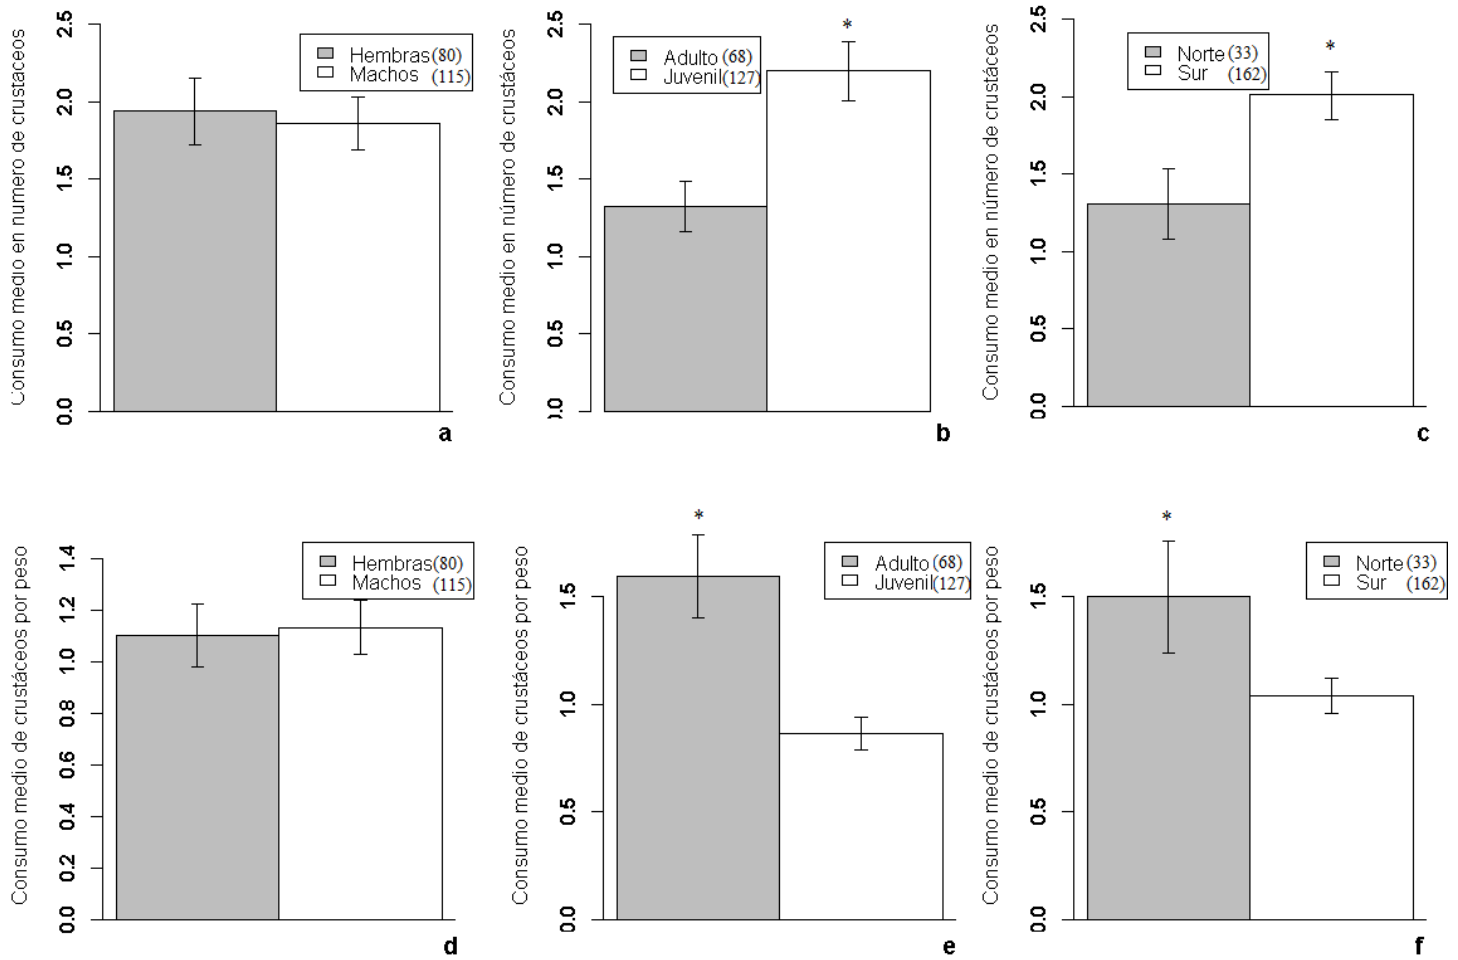 Consumo medio en numero de crustáceos
2.5
2.0
1.5
1.0
0.5
0.0
Hembras(80)
Machos (115)
a
Consumo medio en número de crustáceos
2.5
2.0
1.5
1.0
0.5
0.0
Adulto (68)
Juvenil(127)
*
b
Consumo medio en número de crustáceos
2.5
2.0
1.5
1.0
0.5
0.0
Norte(33)
Sur (162)
*
c
Consumo medio de crustáceos por peso
1.4
1.2
1.0
0.8
0.6
0.4
0.2
0.0
Hembras(80)
Machos (115)
d
Consumo medio de crustáceos por peso
1.5
1.0
0.5
0.0
*
Adulto (68)
Juvenil(127)
e
Consumo medio de crustáceos por peso
1.5
1.0
0.5
0.0
*
Norte (33)
Sur (162)
f